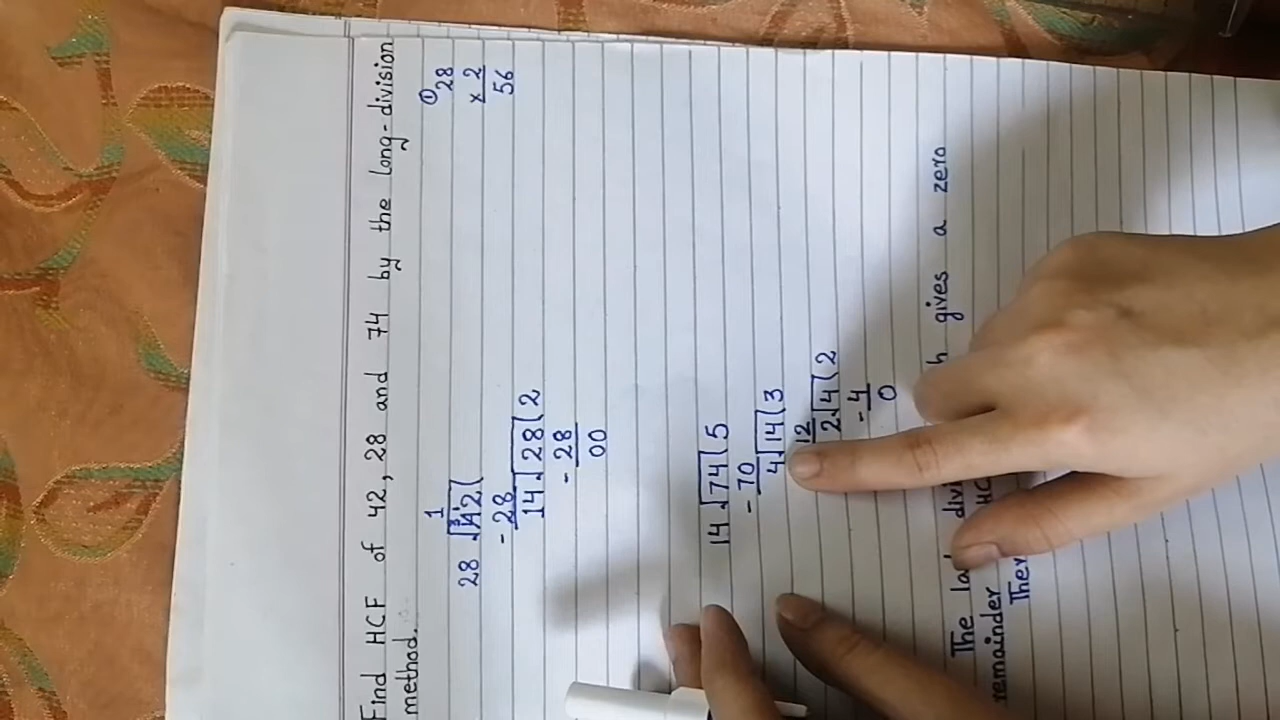 Find HCF of 42, 28 and 74 by the long-division
method.
1
28 42
- 28
14 28 2
- 28
00
1
28
× 2
56
14 74 5
- 70
4 14 3
12
2 4 2
- 4
0
The gives a zero
remainder